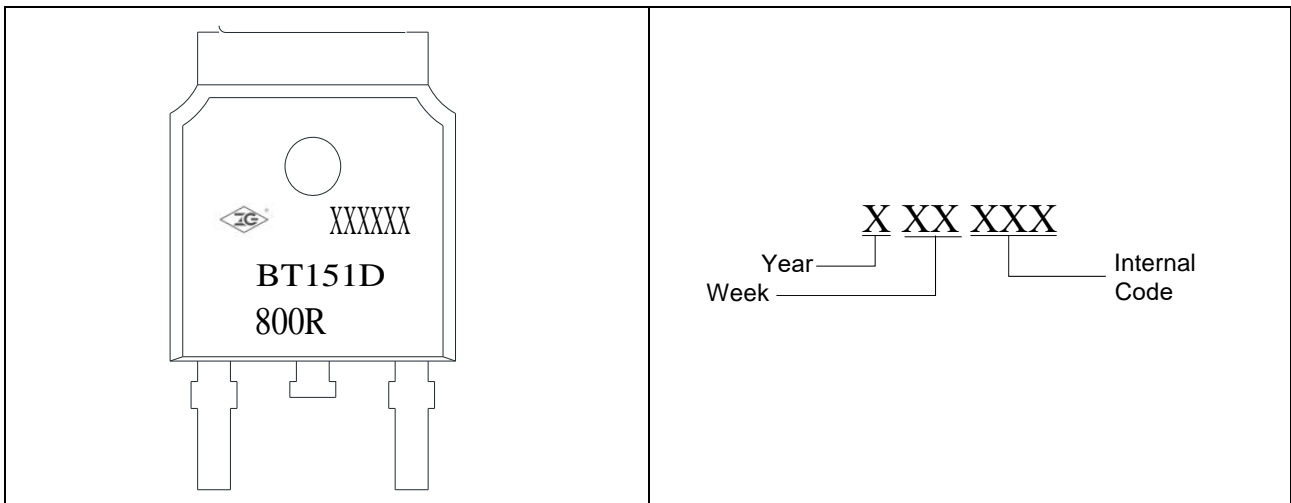 XXXXXX
BT151D
800R
X XX XXX
Year
Week
Internal
Code